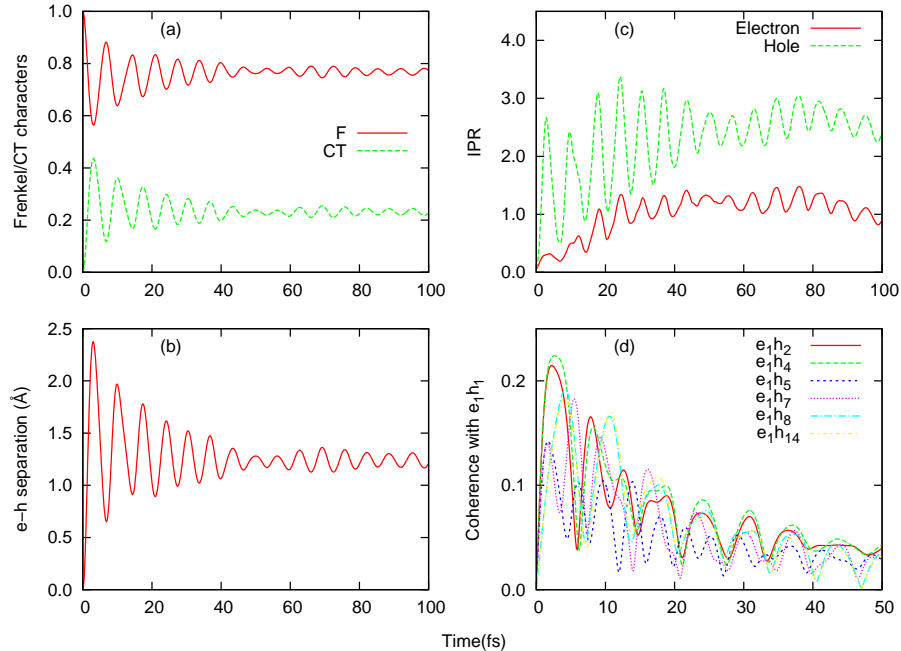 (a)
1.0
0.8
0.6
0.4
0.2
0.0
Frenkel/CT characters
F
CT
0 20 40 60 80 100
(c)
Electron
Hole
4.0
3.0
2.0
1.0
0.0
IPR
0 20 40 60 80 100
(b)
2.5
2.0
1.5
1.0
0.5
0.0
e−h separation (Å)
0 20 40 60 80 100
(d)
e1h2
e1h4
e1h5
e1h7
e1h8
e1h14
0.2
0.1
0.0
Coherence with e1h1
0 10 20 30 40 50
Time(fs)